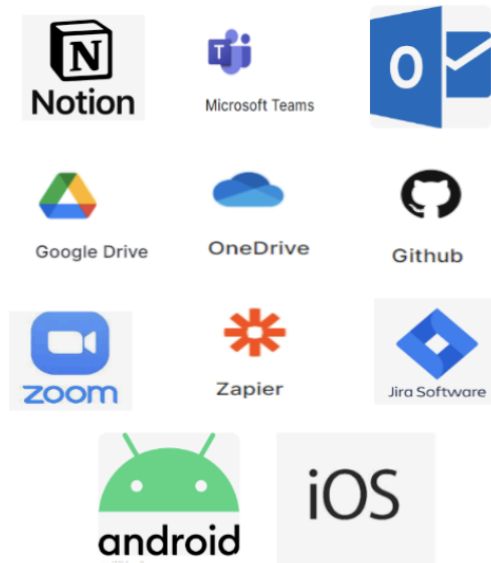 N
Notion
T
Microsoft Teams
O
Google Drive
OneDrive
Github
zoom
Zapier
Jira Software
android
iOS